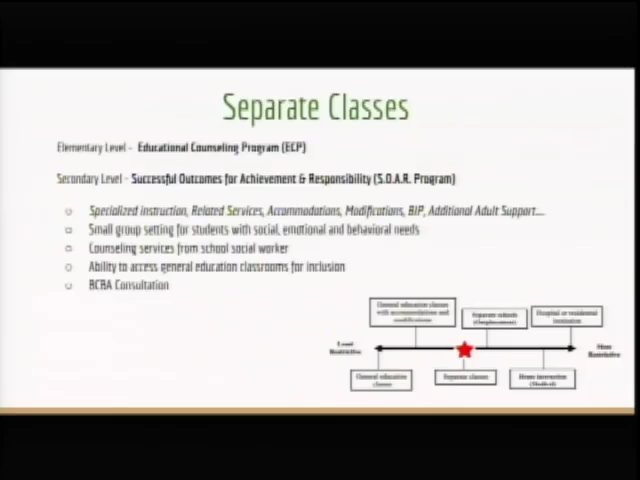 Separate Classes
Elementary Level - Educational Counseling Program (ECP)
Secondary Level - Successful Outcomes for Achievement & Responsibility (S.O.A.R. Program)
Specialized Instruction, Related Services, Accommodations, Modifications, BIP, Additional Adult Support....
Small group setting for students with social, emotional and behavioral needs
Counseling services from school social worker
Ability to access general education classrooms for inclusion
BCBA Consultation
General education classes
with accommodations and
modifications
Separate schools
(Outplacement)
Hospital or residential
institution
Least
Restrictive
Most
Restrictive
General education
classes
Separate classes
Home instruction
(Medical)